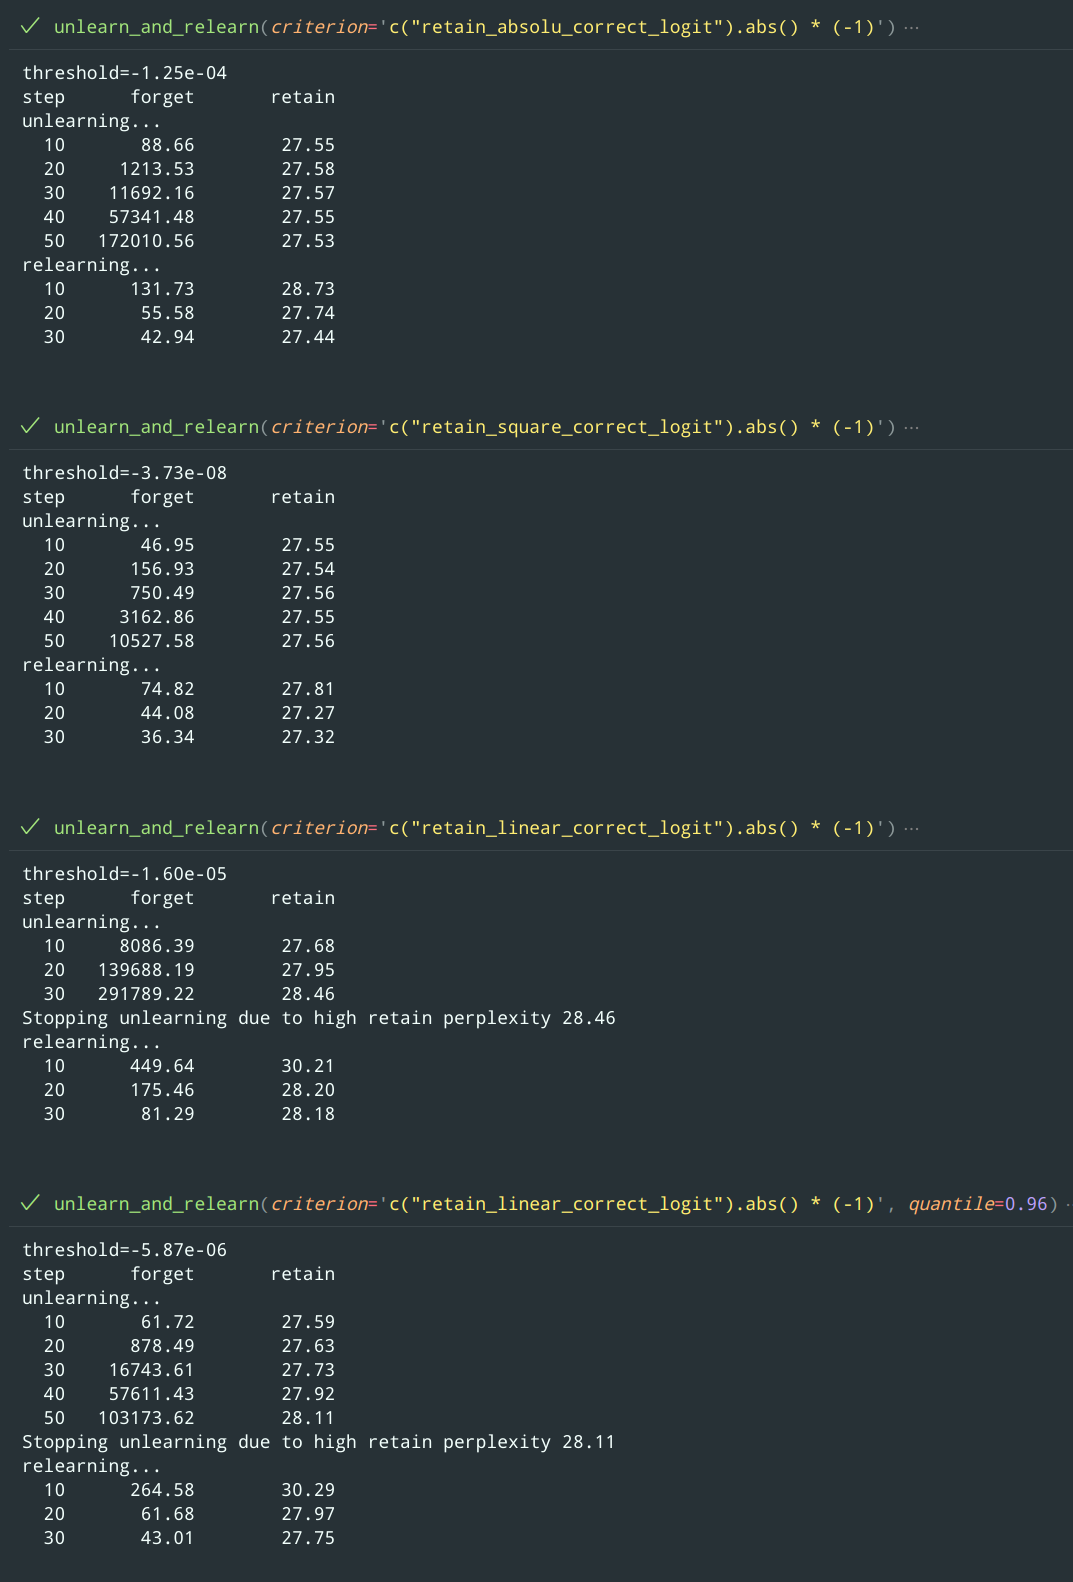 ✓ unlearn_and_relearn(criterion='c("retain_absolu_correct_logit").abs() * (-1)') ···
threshold=-1.25e-04
step      forget       retain
unlearning...
  10       88.66        27.55
  20     1213.53        27.58
  30    11692.16        27.57
  40    57341.48        27.55
  50   172010.56        27.53
relearning...
  10      131.73        28.73
  20       55.58        27.74
  30       42.94        27.44
✓ unlearn_and_relearn(criterion='c("retain_square_correct_logit").abs() * (-1)') ···
threshold=-3.73e-08
step      forget       retain
unlearning...
  10       46.95        27.55
  20      156.93        27.54
  30      750.49        27.56
  40     3162.86        27.55
  50    10527.58        27.56
relearning...
  10       74.82        27.81
  20       44.08        27.27
  30       36.34        27.32
✓ unlearn_and_relearn(criterion='c("retain_linear_correct_logit").abs() * (-1)') ···
threshold=-1.60e-05
step      forget       retain
unlearning...
  10     8086.39        27.68
  20   139688.19        27.95
  30   291789.22        28.46
Stopping unlearning due to high retain perplexity 28.46
relearning...
  10      449.64        30.21
  20      175.46        28.20
  30       81.29        28.18
✓ unlearn_and_relearn(criterion='c("retain_linear_correct_logit").abs() * (-1)', quantile=0.96) ·
threshold=-5.87e-06
step      forget       retain
unlearning...
  10       61.72        27.59
  20      878.49        27.63
  30    16743.61        27.73
  40    57611.43        27.92
  50   103173.62        28.11
Stopping unlearning due to high retain perplexity 28.11
relearning...
  10      264.58        30.29
  20       61.68        27.97
  30       43.01        27.75